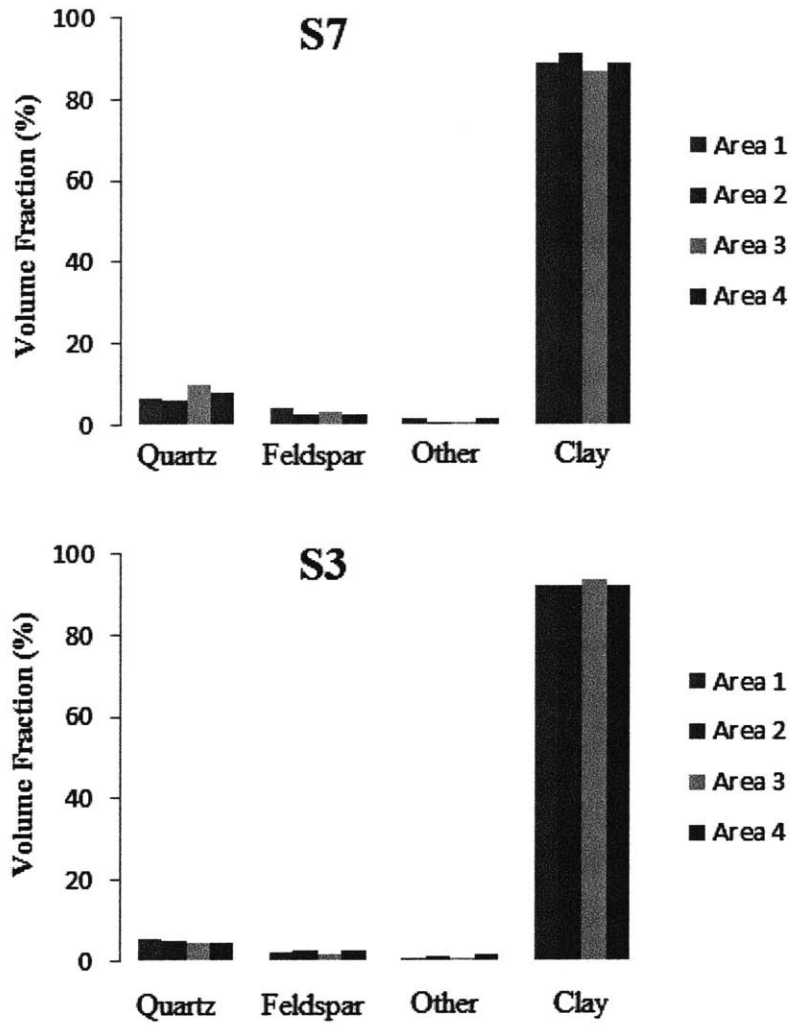 S7
Volume Fraction (%)
100
80
60
40
20
0
Quartz Feldspar Other Clay
Area 1
Area 2
Area 3
Area 4
S3
Volume Fraction (%)
100
80
60
40
20
0
Quartz Feldspar Other Clay
Area 1
Area 2
Area 3
Area 4